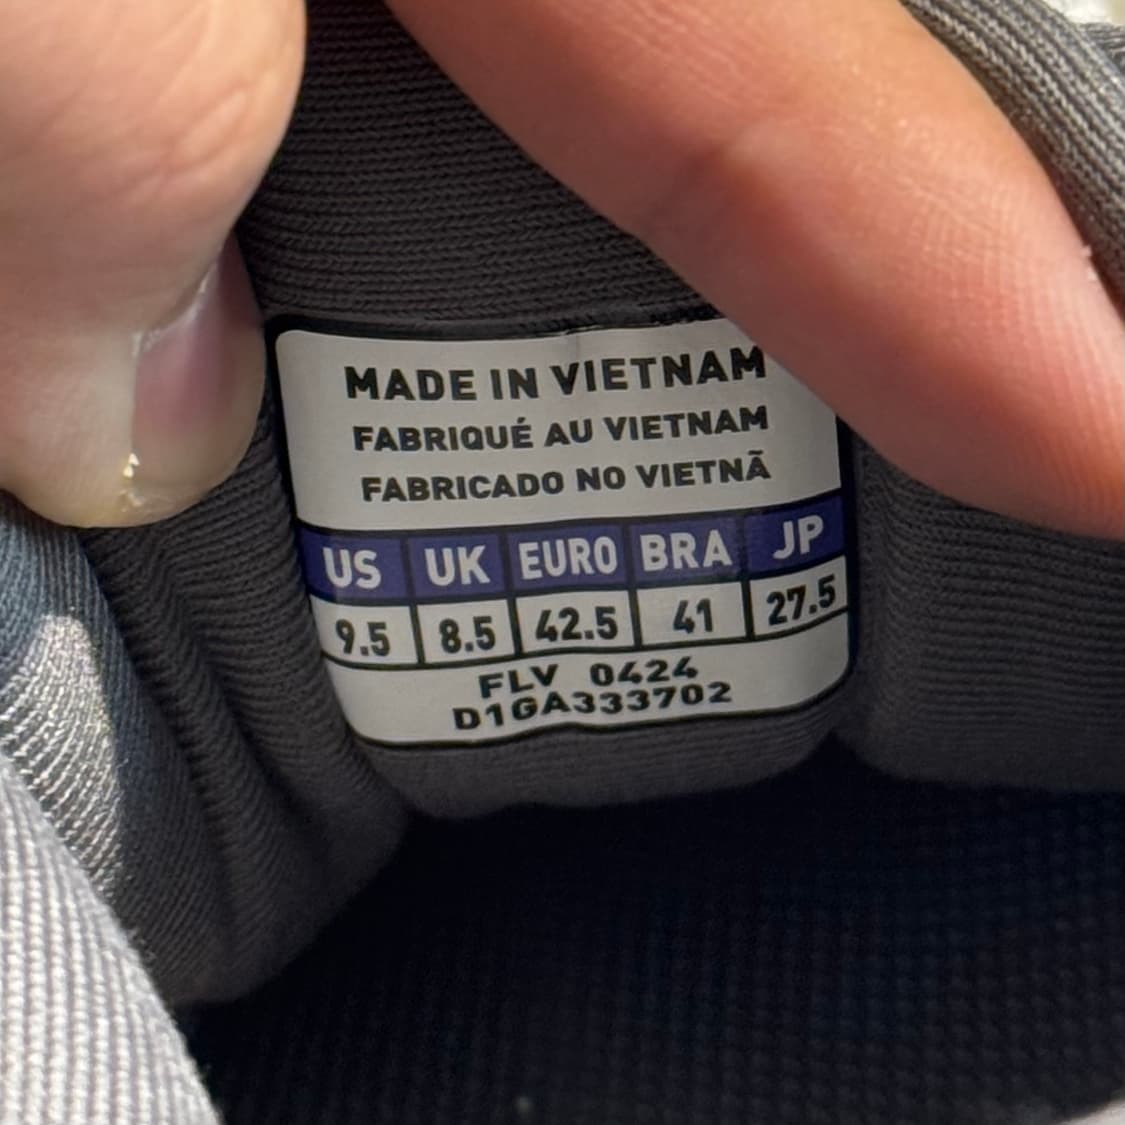 MADE IN VIETNAM
FABRIQUÉ AU VIETNAM
FABRICADO NO VIETNÃ
US UK EURO BRA JP
9.5 8.5 42.5 41 27.5
FLV 0424
D1GA333702